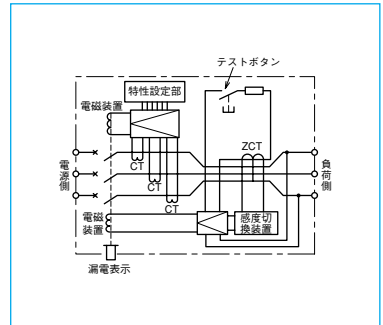 テストボタン
特性設定部
電磁装置
ZCT
CT
CT
CT
電源側
負荷側
電磁
装置
感度切
換装置
漏電表示